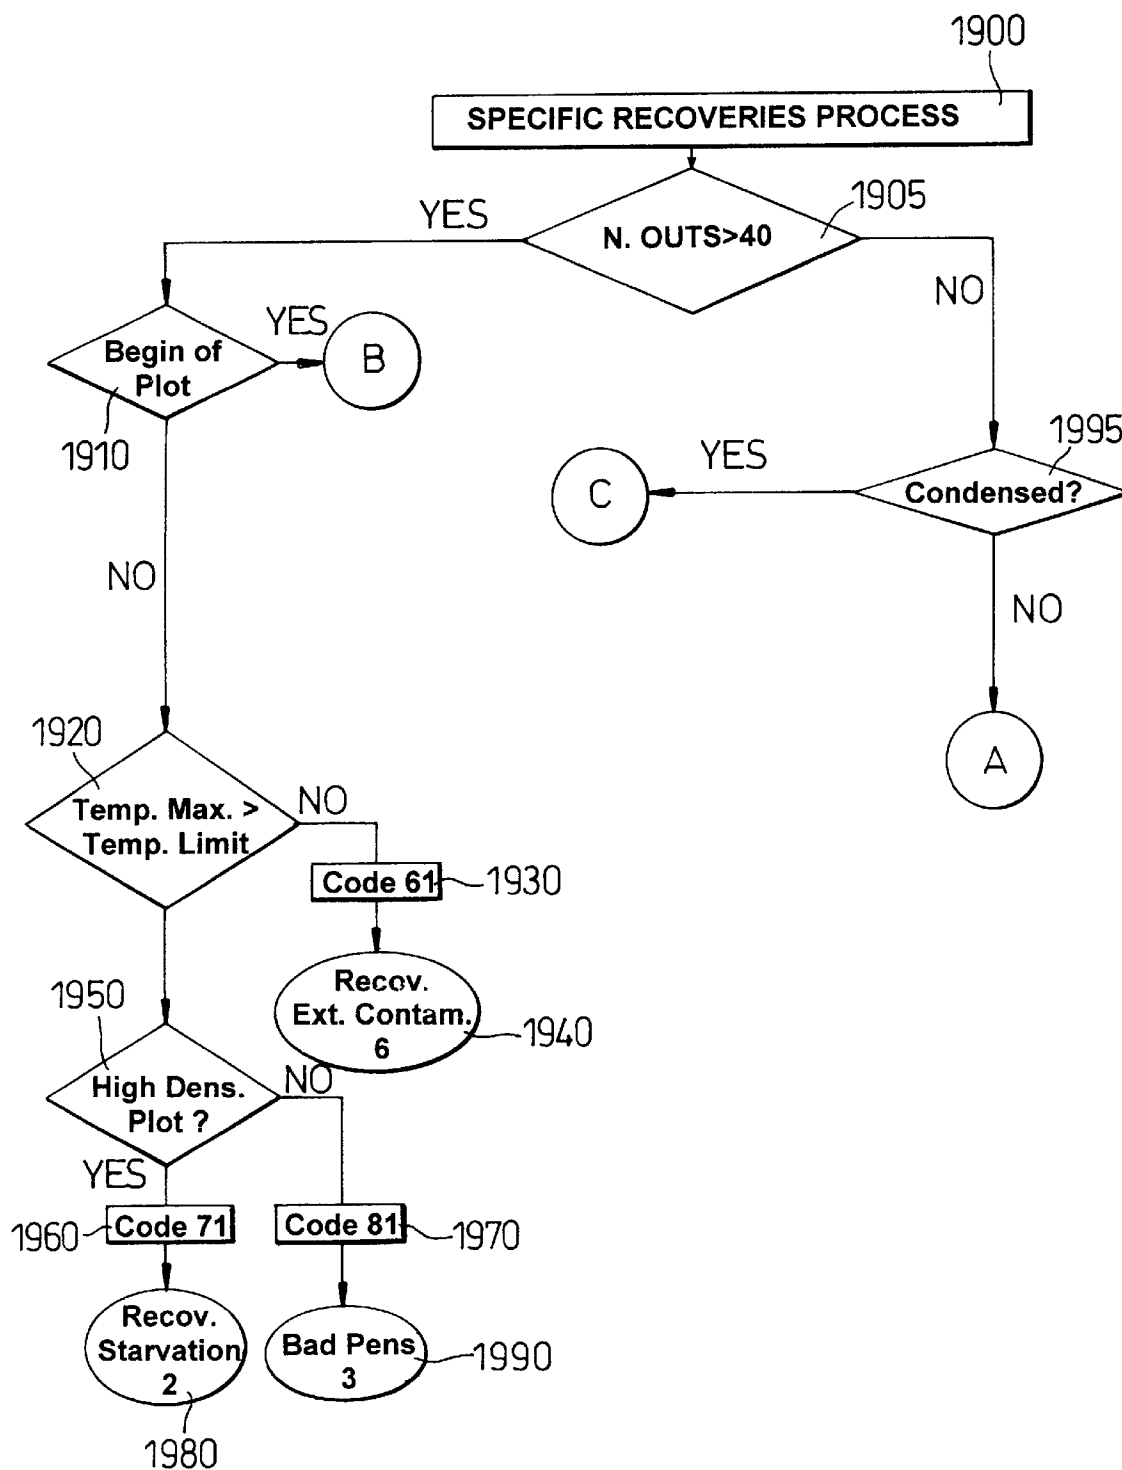 1900
SPECIFIC RECOVERIES PROCESS
1905
YES
N. OUTS>40
NO
YES
Begin of
Plot
B
1910
1995
YES
C
Condensed?
NO
NO
A
1920
Temp. Max. >
Temp. Limit
NO
Code 61
1930
Recov.
Ext. Contam.
6
1940
1950
High Dens.
Plot ?
NO
YES
1960
Code 71
Code 81
1970
Recov.
Starvation
2
1980
Bad Pens
3
1990